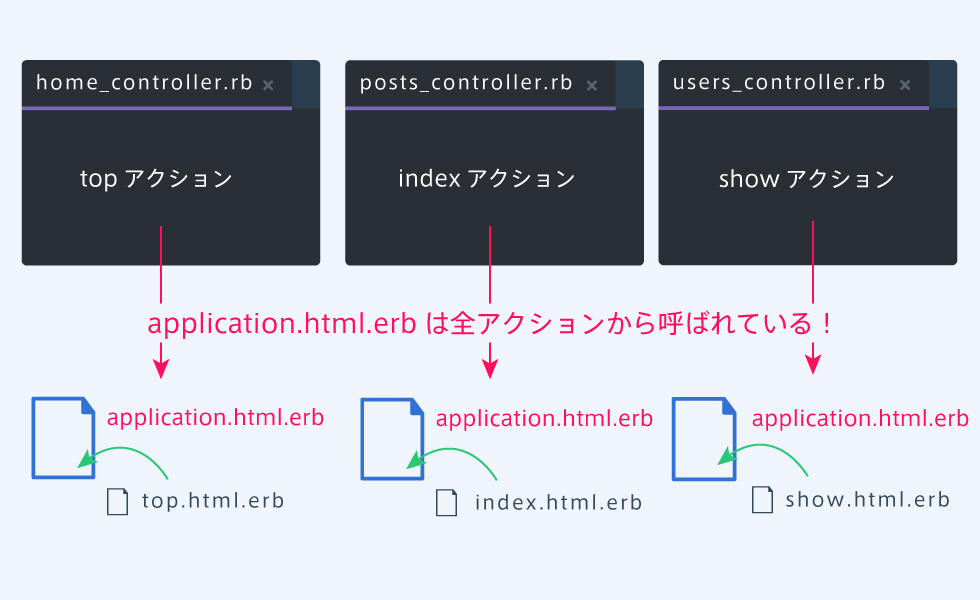 home_controller.rb ×
posts_controller.rb ×
users_controller.rb ×
top アクション
index アクション
show アクション
application.html.erb は全アクションから呼ばれている！
application.html.erb
application.html.erb
application.html.erb
top.html.erb
index.html.erb
show.html.erb